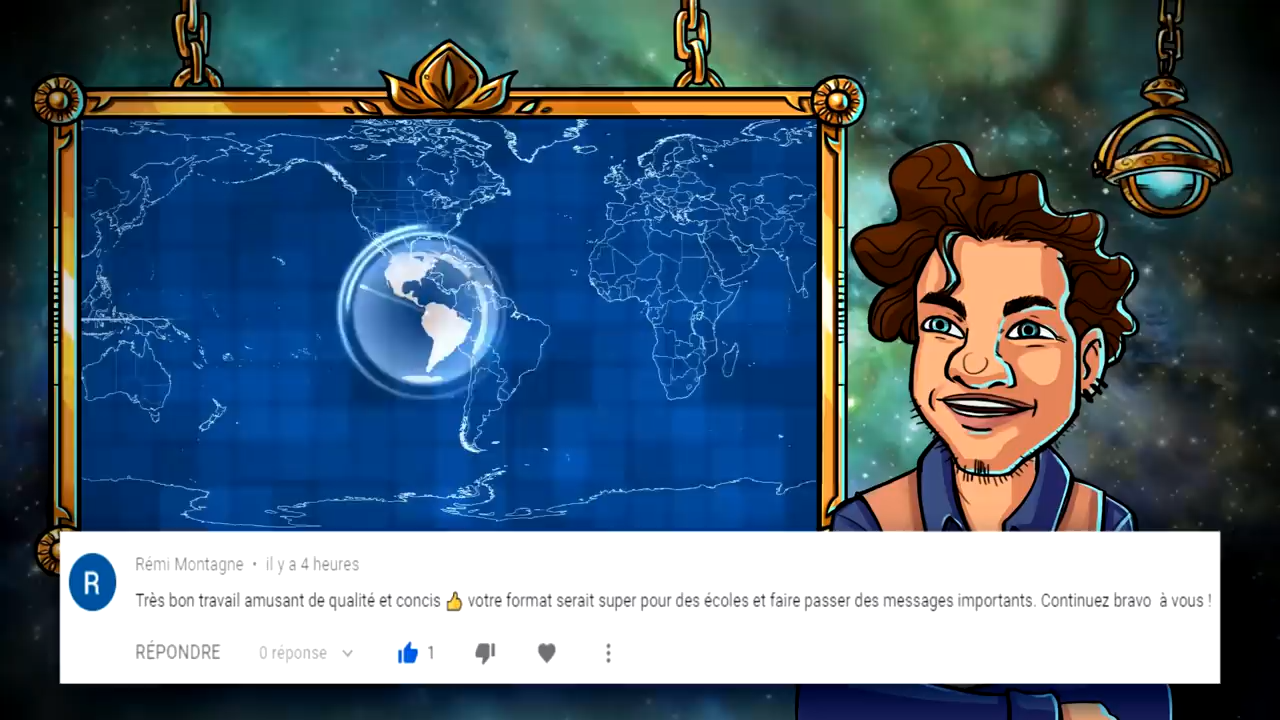 R
Rémi Montagne • il y a 4 heures
Très bon travail amusant de qualité et concis 👍 votre format serait super pour des écoles et faire passer des messages importants. Continuez bravo à vous !
RÉPONDRE 0 réponse 1